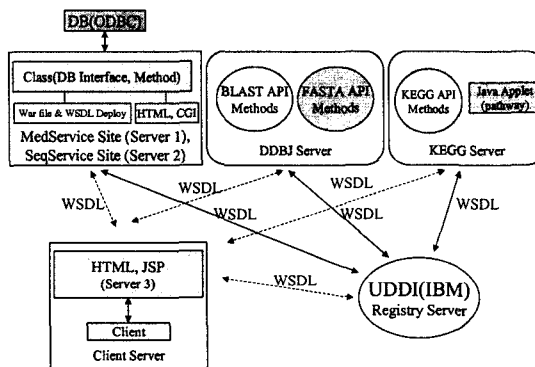 DB(ODBC)
Class(DB Interface, Method)
War file & WSDL Deploy
HTML, CGI
MedService Site (Server 1),
SeqService Site (Server 2)
BLAST API
Methods
FASTA API
Methods
DDBJ Server
KEGG API
Methods
Java Applet
(pathway)
KEGG Server
WSDL
WSDL
WSDL
WSDL
WSDL
WSDL
HTML, JSP
(Server 3)
Client
Client Server
WSDL
UDDI(IBM)
Registry Server